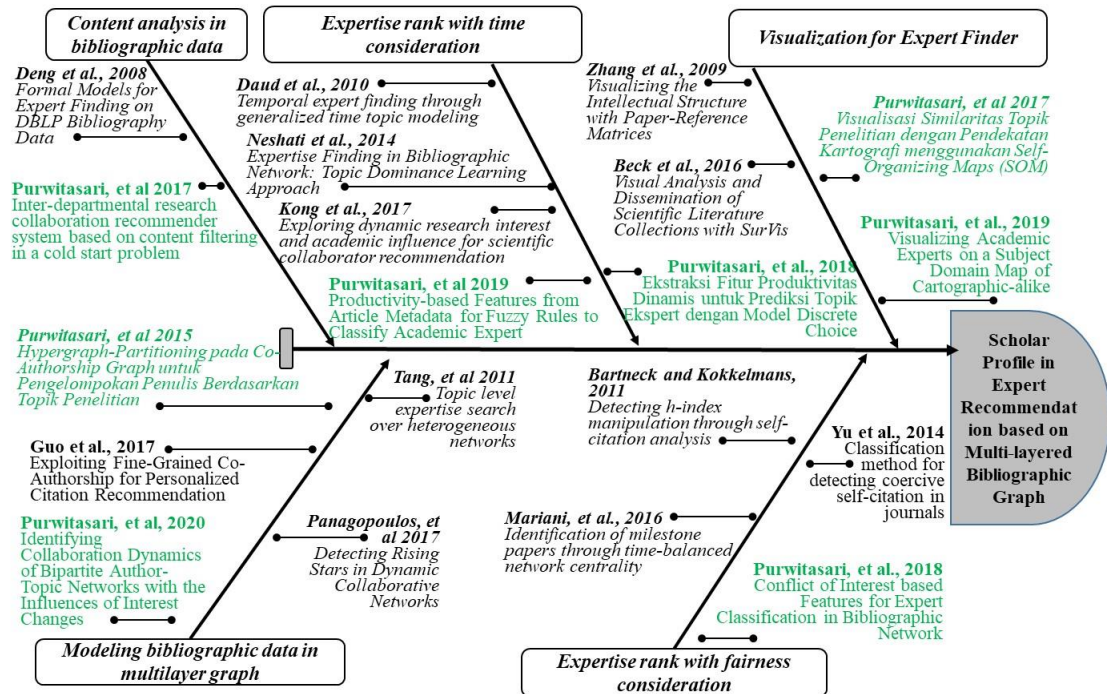 Content analysis in
bibliographic data
Expertise rank with time
consideration
Visualization for Expert Finder
Deng et al., 2008
Formal Models for
Expert Finding on
DBLP Bibliography
Data
Purwitasari, et al 2017
Inter-departmental research
collaboration recommender
system based on content filtering
in a cold start problem
Daud et al., 2010
Temporal expert finding through
generalized time topic modeling
Neshati et al., 2014
Expertise Finding in Bibliographic
Network: Topic Dominance Learning
Approach
Kong et al., 2017
Exploring dynamic research interest
and academic influence for scientific
collaborator recommendation
Purwitasari, et al 2019
Productivity-based Features from
Article Metadata for Fuzzy Rules to
Classify Academic Expert
Purwitasari, et al., 2018
Ekstraksi Fitur Produktivitas
Dinamis untuk Prediksi Topik
Ekspert dengan Model Discrete
Choice
Zhang et al., 2009
Visualizing the
Intellectual Structure
with Paper-Reference
Matrices
Beck et al., 2016
Visual Analysis and
Dissemination of
Scientific Literature
Collections with SurVis
Purwitasari, et al 2017
Visualisasi Similaritas Topik
Penelitian dengan Pendekatan
Kartografi menggunakan Self-
Organizing Maps (SOM)
Purwitasari, et al., 2019
Visualizing Academic
Experts on a Subject
Domain Map of
Cartographic-alike
Purwitasari, et al 2015
Hypergraph-Partitioning pada Co-
Authorship Graph untuk
Pengelompokan Penulis Berdasarkan
Topik Penelitian
Guo et al., 2017
Exploiting Fine-Grained Co-
Authorship for Personalized
Citation Recommendation
Purwitasari, et al, 2020
Identifying
Collaboration Dynamics
of Bipartite Author-
Topic Networks with the
Influences of Interest
Changes
Tang, et al 2011
Topic level
expertise search
over heterogeneous
networks
Panagopoulos, et
al 2017
Detecting Rising
Stars in Dynamic
Collaborative
Networks
Bartneck and Kokkelmans,
2011
Detecting h-index
manipulation through self-
citation analysis
Yu et al., 2014
Classification
method for
detecting coercive
self-citation in
journals
Mariani, et al., 2016
Identification of milestone
papers through time-balanced
network centrality
Purwitasari, et al., 2018
Conflict of Interest based
Features for Expert
Classification in Bibliographic
Network
Scholar
Profile in
Expert
Recommendat
ion based on
Multi-layered
Bibliographic
Graph
Modeling bibliographic data in
multilayer graph
Expertise rank with fairness
consideration